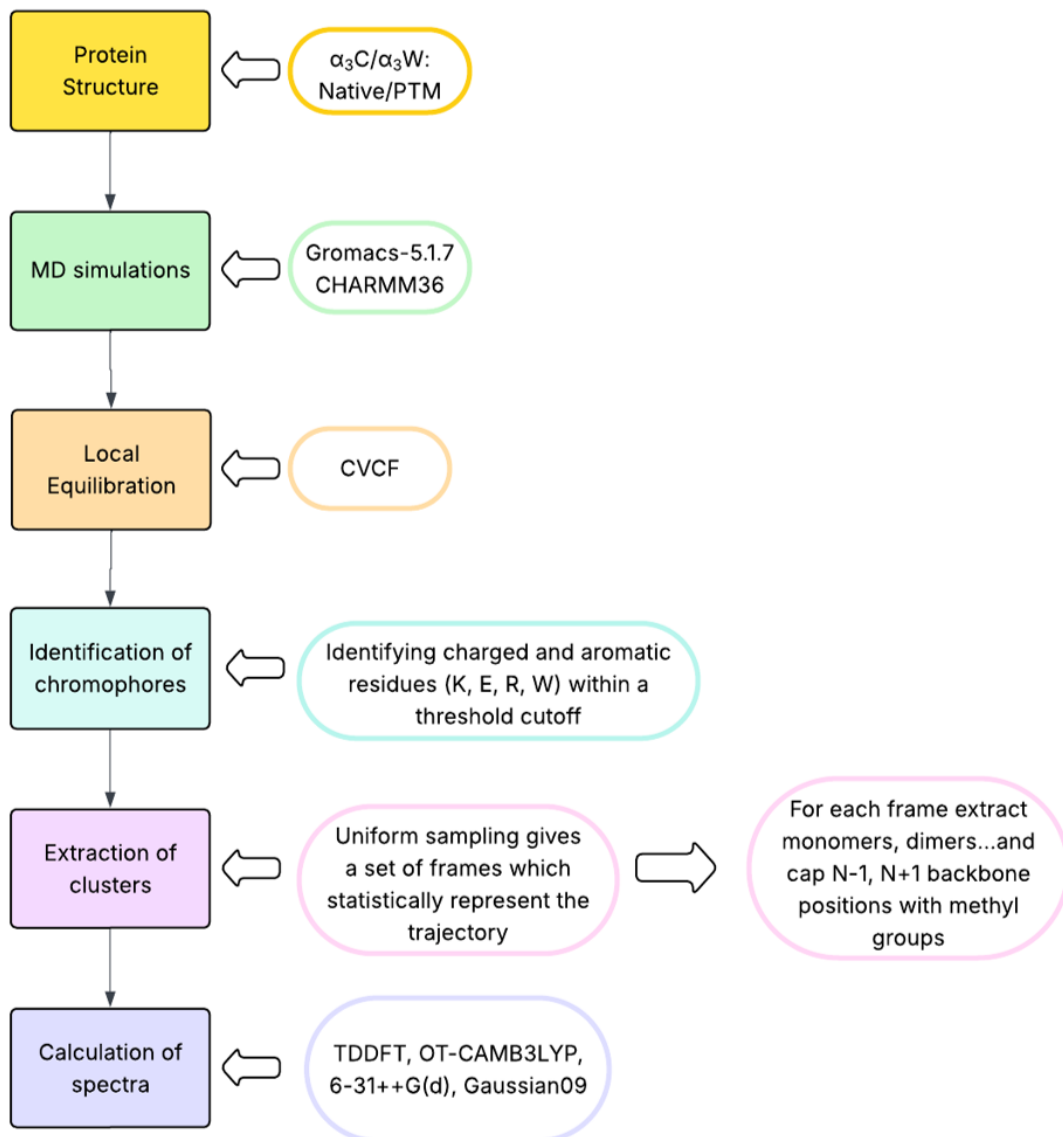 Protein
Structure
α₃C/α₃W:
Native/PTM
MD simulations
Gromacs-5.1.7
CHARMM36
Local
Equilibration
CVCF
Identification of
chromophores
Identifying charged and aromatic
residues (K, E, R, W) within a
threshold cutoff
Extraction of
clusters
Uniform sampling gives
a set of frames which
statistically represent the
trajectory
For each frame extract
monomers, dimers...and
cap N-1, N+1 backbone
positions with methyl
groups
Calculation of
spectra
TDDFT, OT-CAMB3LYP,
6-31++G(d), Gaussian09